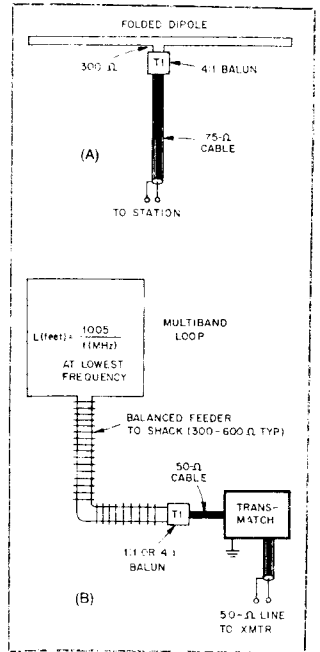 FOLDED DIPOLE
300 Ω
T1
4:1 BALUN
(A)
75-Ω
CABLE
TO STATION
L(feet) = 1005
f(MHz)
AT LOWEST
FREQUENCY
MULTIBAND
LOOP
BALANCED FEEDER
TO SHACK (300-600 Ω TYP)
50-Ω
CABLE
T1
TRANS-
MATCH
1:1 OR 4:1
BALUN
(B)
50-Ω LINE
TO XMTR